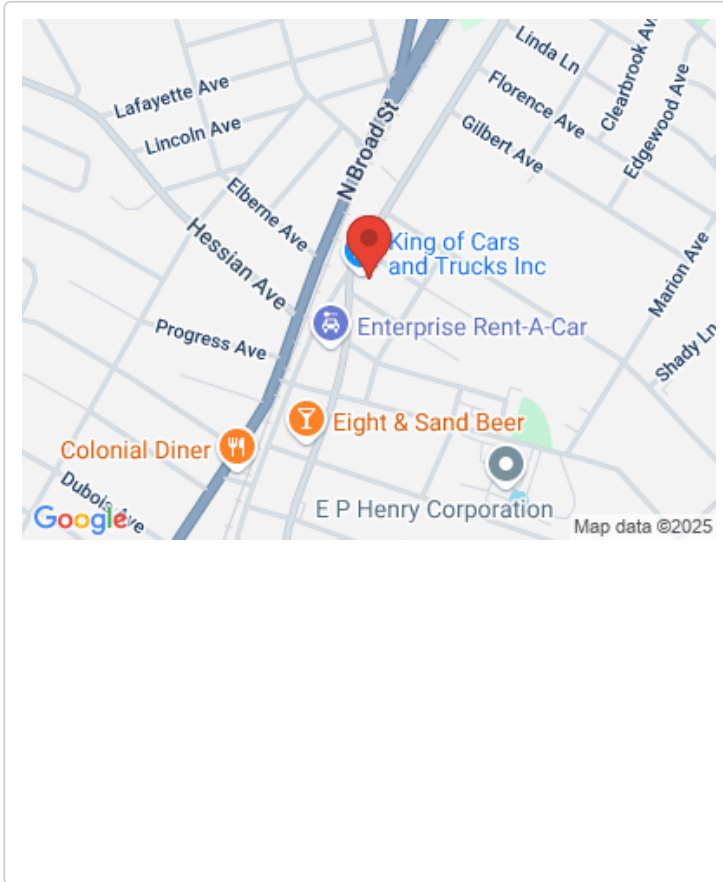 Linda Ln
Clearbrook Av
Lafayette Ave
Florence Ave
Edgewood Ave
Lincoln Ave
N Broad St
Gilbert Ave
Elberne Ave
Hessian Ave
King of Cars
and Trucks Inc
Marion Ave
Progress Ave
Enterprise Rent-A-Car
Shady Ln
Eight & Sand Beer
Colonial Diner
Dubois Ave
E P Henry Corporation
Google
Map data ©2025